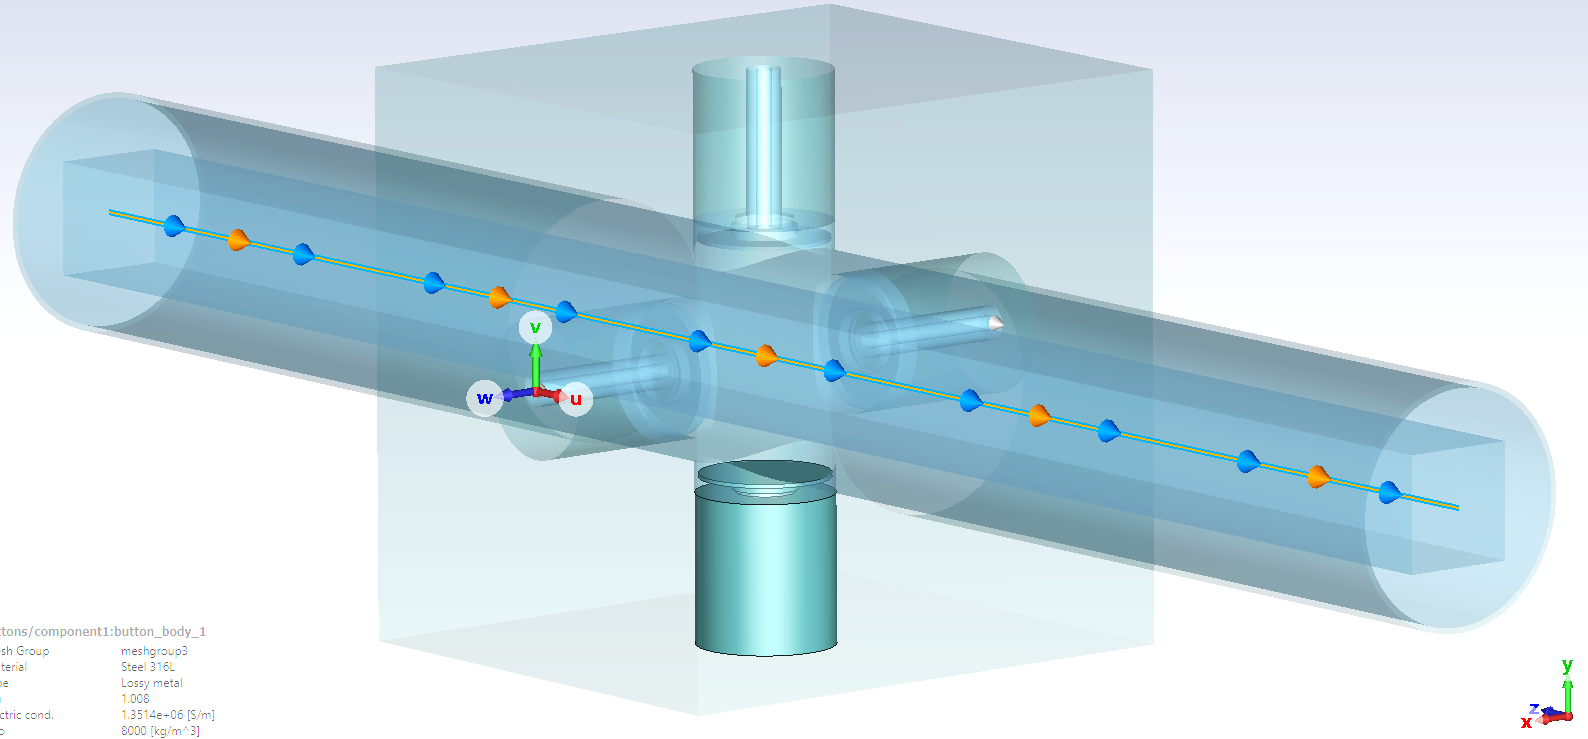 v
w
u
tons/component1:button_body_1
sh Group meshgroup3
terial Steel 316L
pe Lossy metal
1.008
ctric cond. 1.3514e+06 [S/m]
o 8000 [kg/m^3]
y
z
x